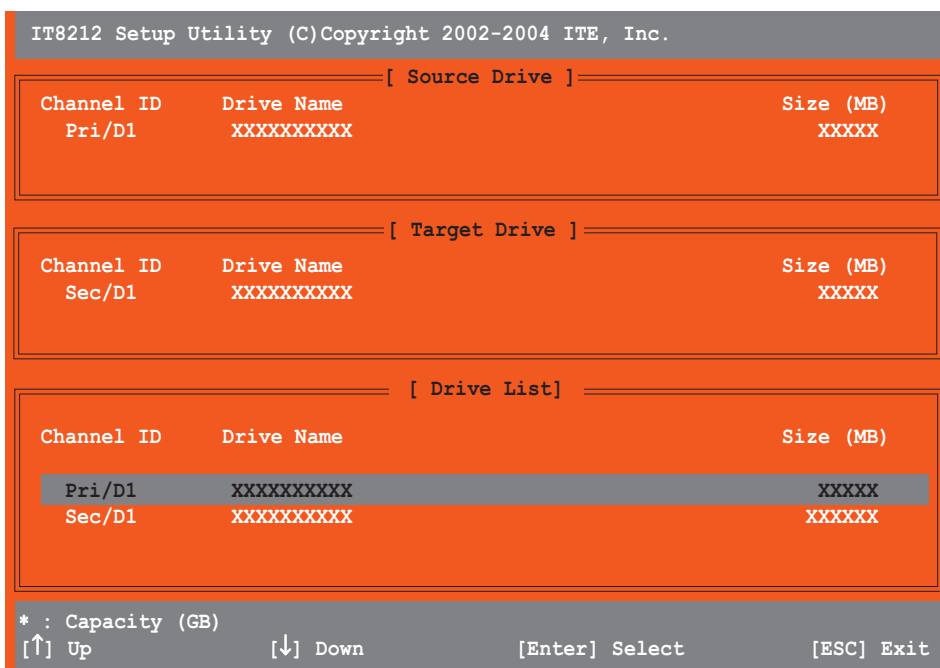 IT8212 Setup Utility (C)Copyright 2002-2004 ITE, Inc.
[ Source Drive ]
Channel ID Drive Name Size (MB)
Pri/D1 XXXXXXXXXX XXXXX
[ Target Drive ]
Channel ID Drive Name Size (MB)
Sec/D1 XXXXXXXXXX XXXXX
[ Drive List]
Channel ID Drive Name Size (MB)
Pri/D1 XXXXXXXXXX XXXXX
Sec/D1 XXXXXXXXXX XXXXXX
* : Capacity (GB)
[↑] Up [↓] Down [Enter] Select [ESC] Exit